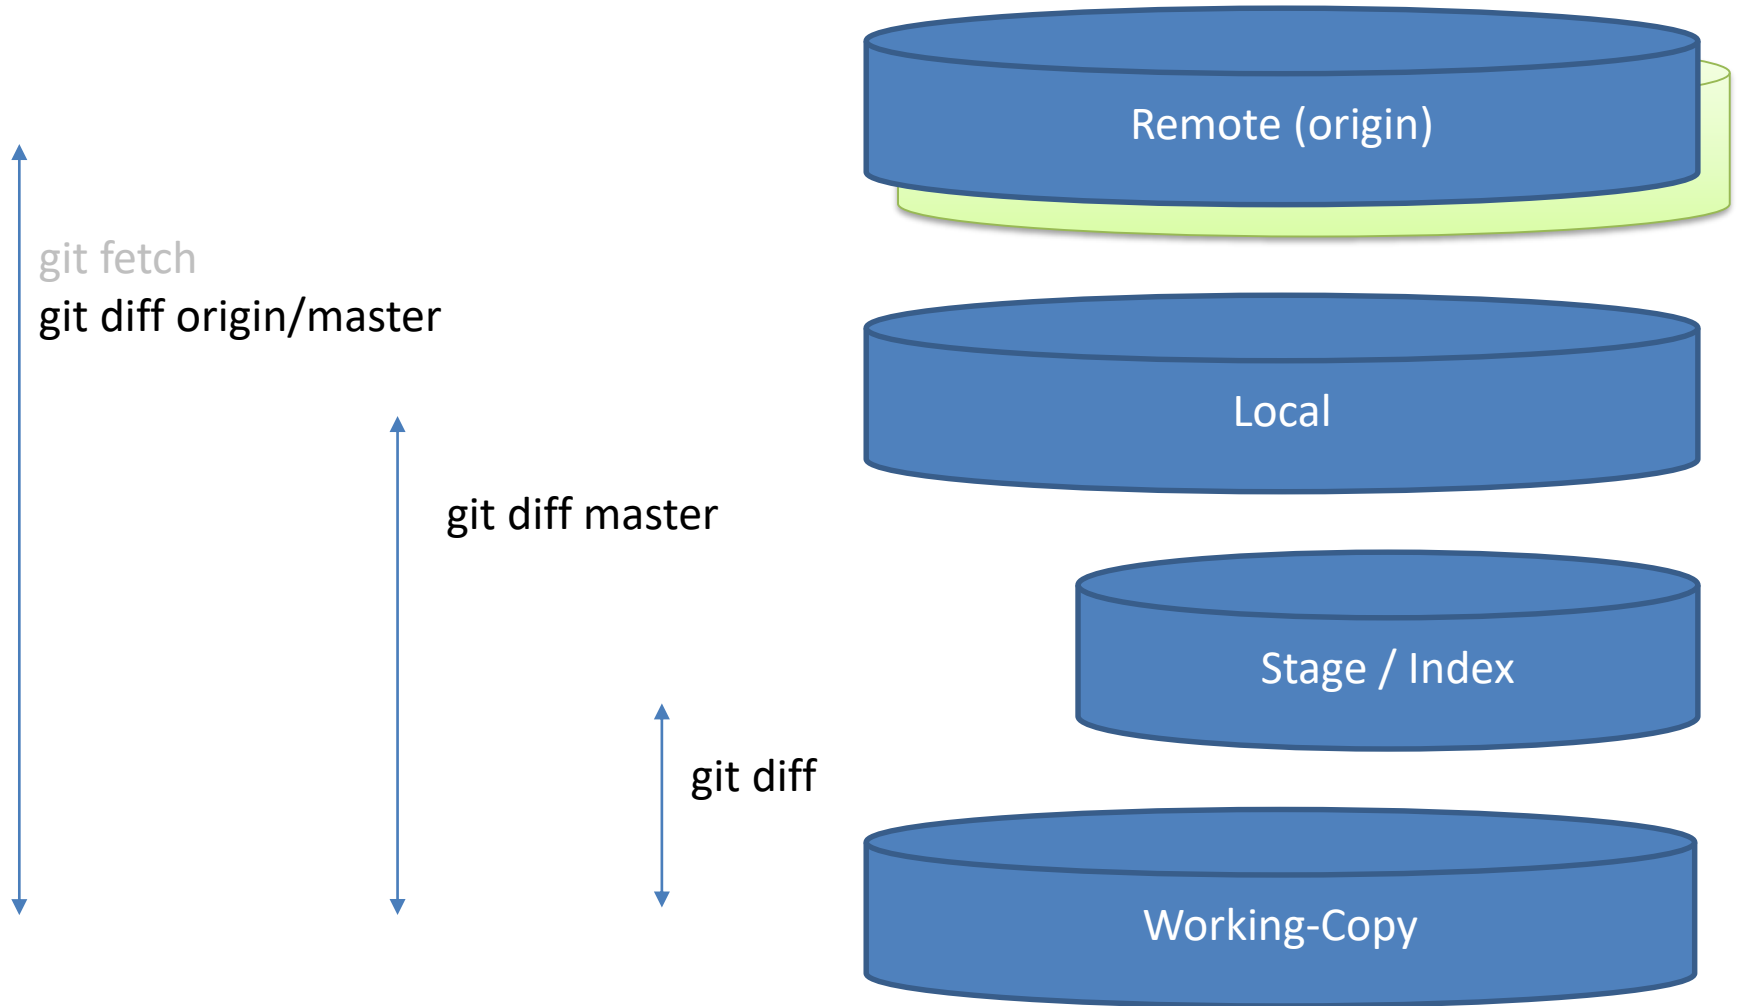 Remote (origin)
git fetch
git diff origin/master
Local
git diff master
Stage / Index
git diff
Working-Copy